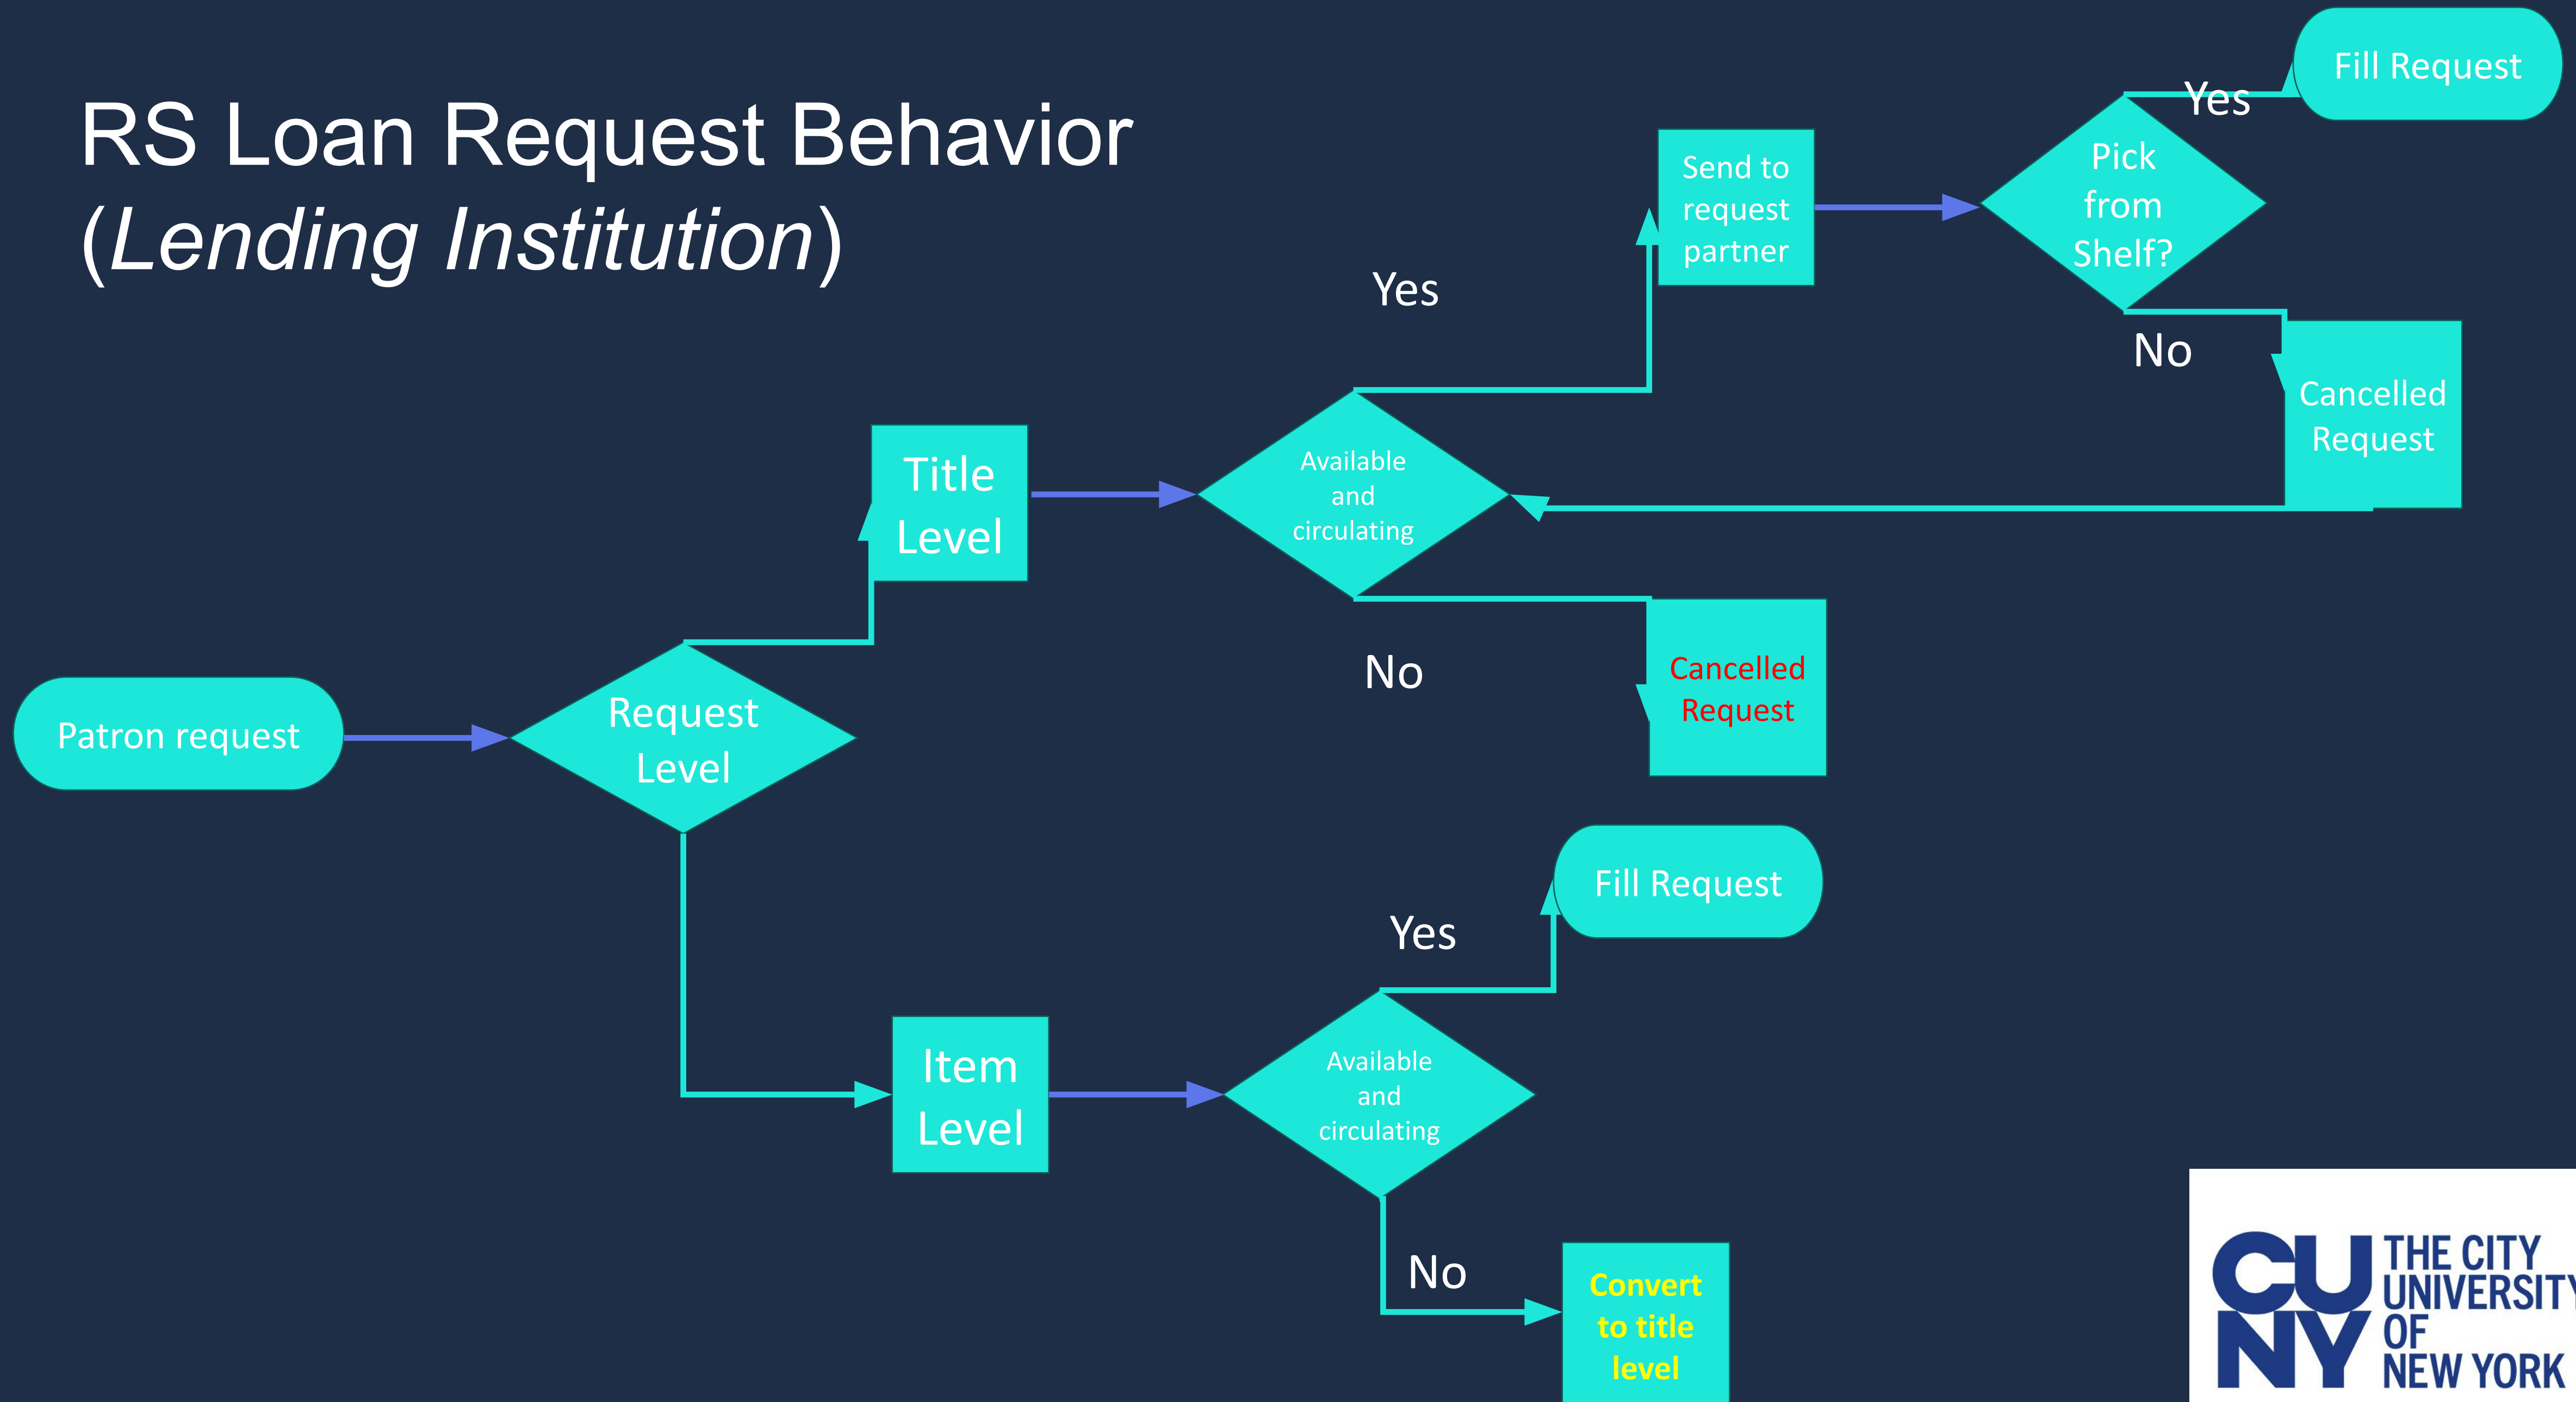 RS Loan Request Behavior
(Lending Institution)
Fill Request
Yes
Pick
from
Shelf?
Send to
request
partner
Yes
No
Cancelled
Request
Title
Level
Available
and
circulating
No
Cancelled
Request
Patron request
Request
Level
Fill Request
Yes
Item
Level
Available
and
circulating
No
Convert
to title
level
CUNY
THE CITY
UNIVERSITY
OF
NEW YORK